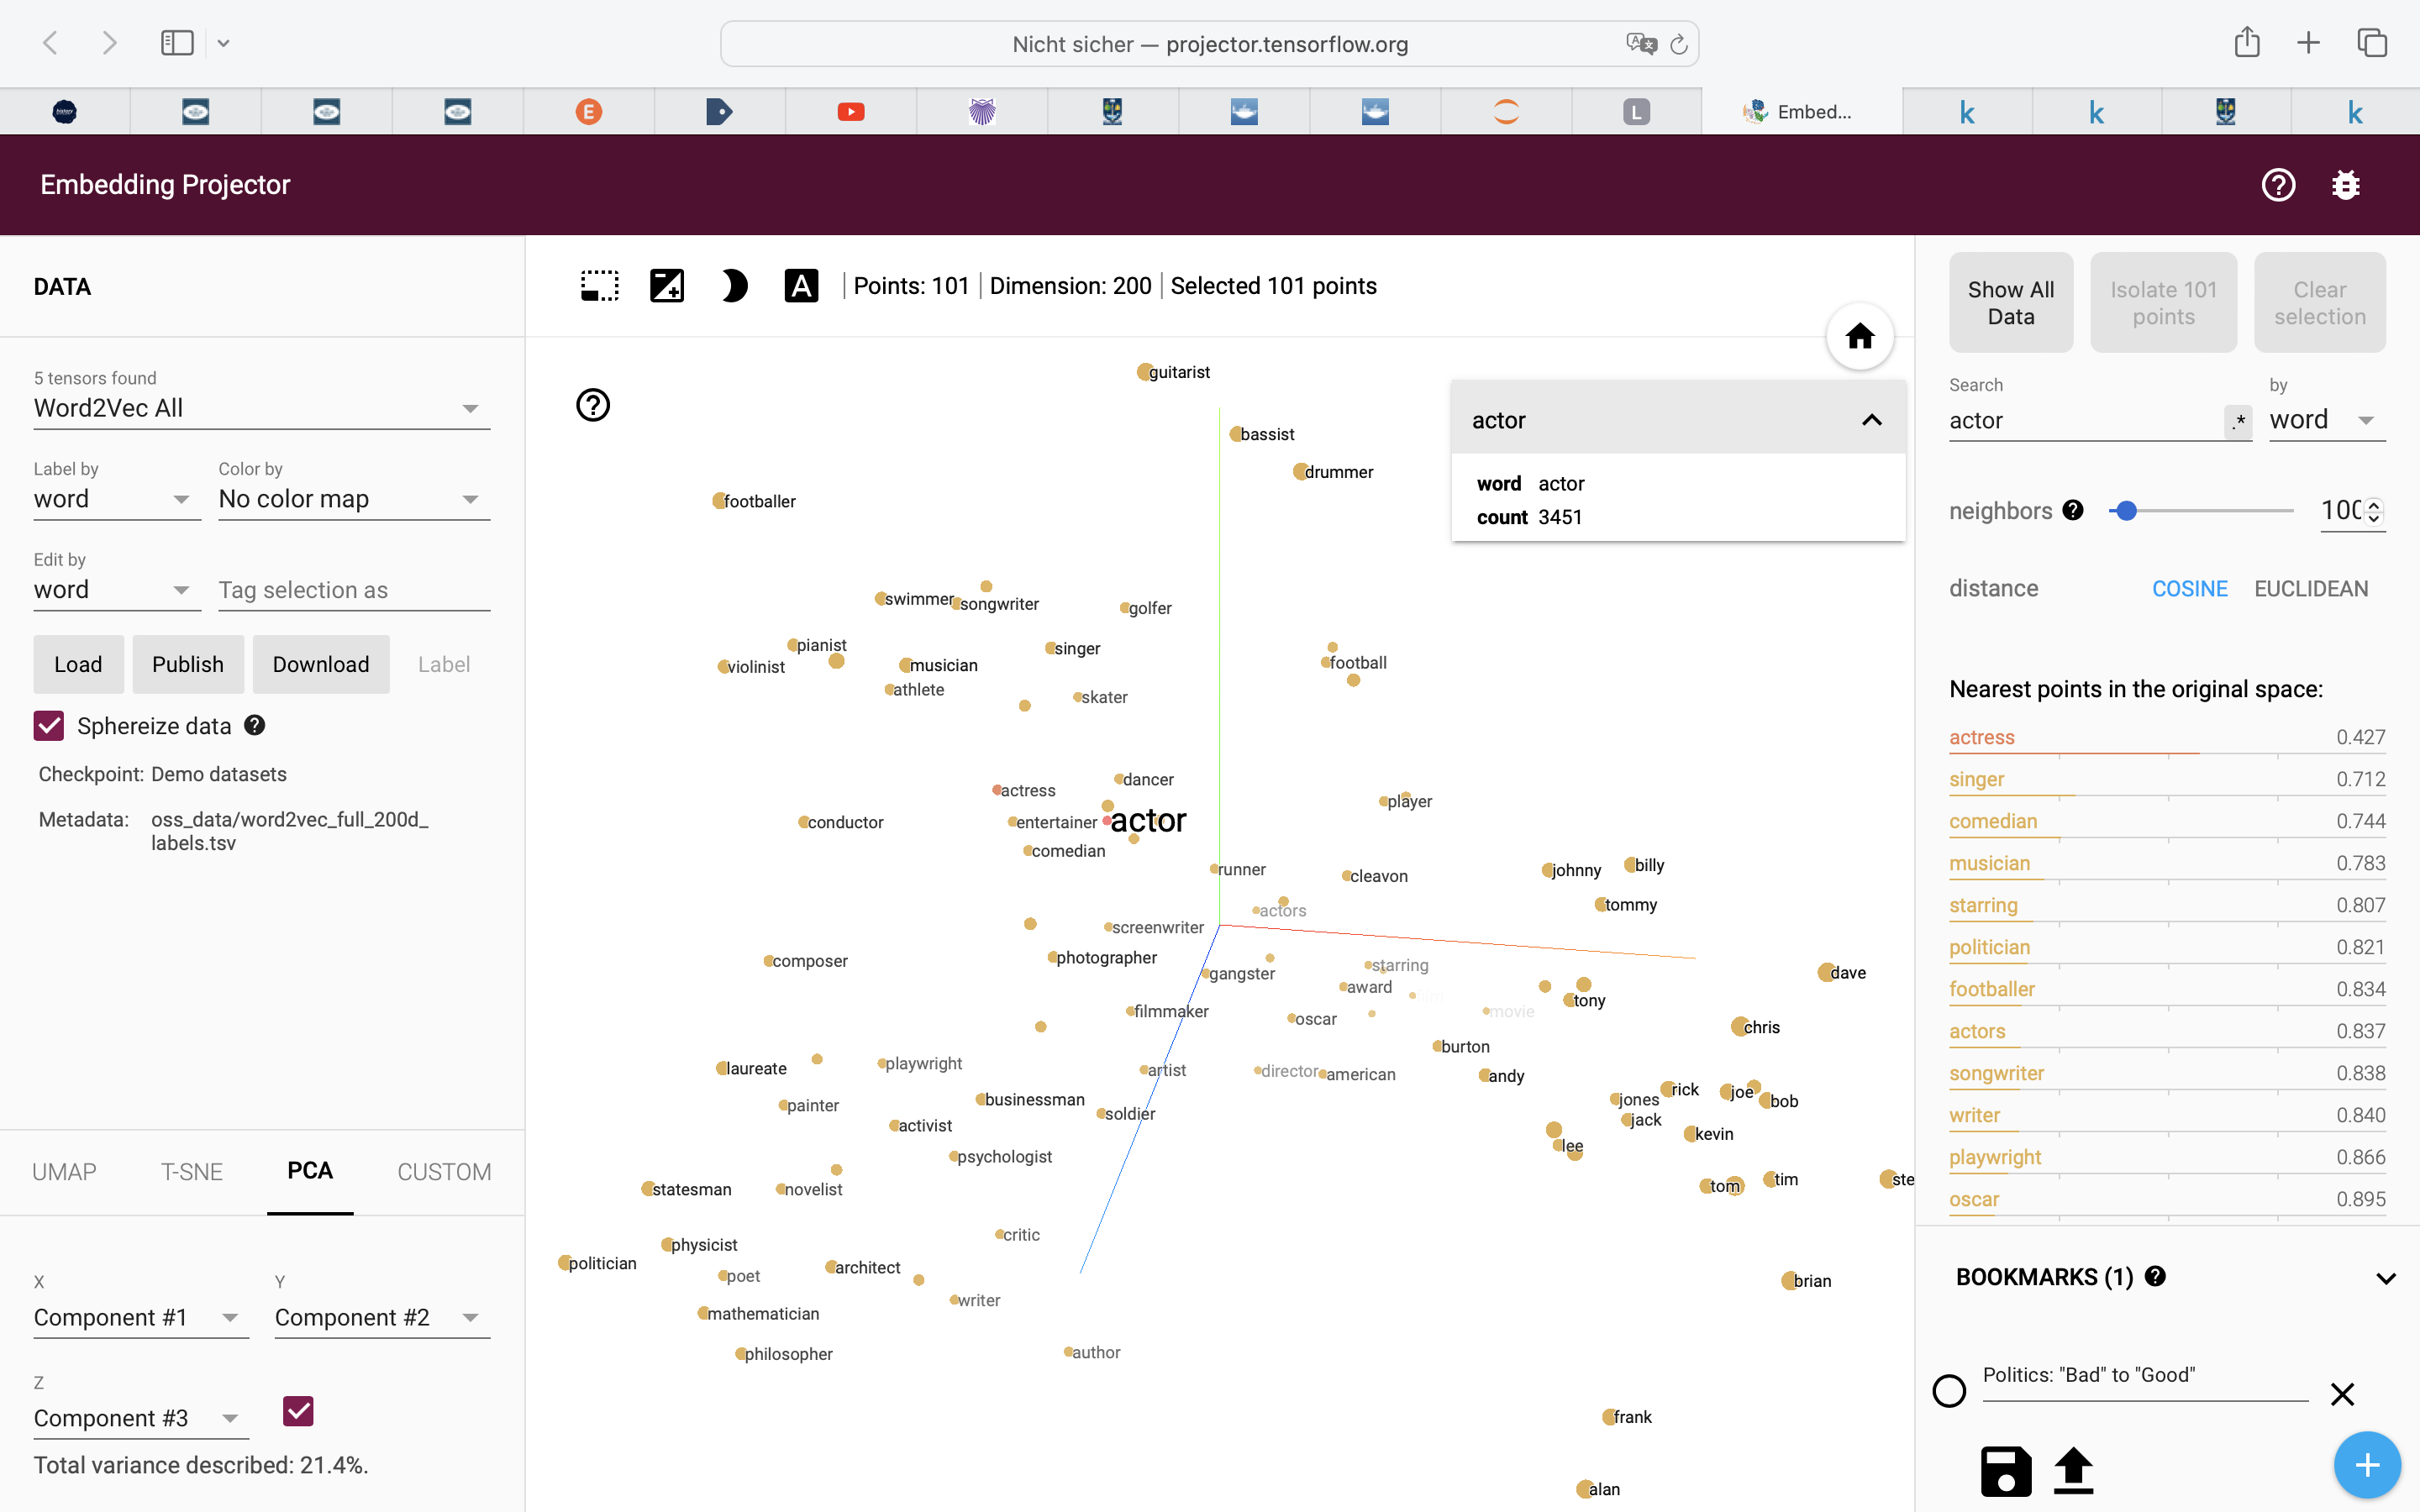 Nicht sicher — projector.tensorflow.org
history
E
L
Embed...
k
k
k
Embedding Projector
DATA
Points: 101 | Dimension: 200 | Selected 101 points
5 tensors found
Word2Vec All
Label by
word
Color by
No color map
Edit by
word
Tag selection as
Load
Publish
Download
Label
Sphereize data
Checkpoint: Demo datasets
Metadata: oss_data/word2vec_full_200d_
labels.tsv
UMAP
T-SNE
PCA
CUSTOM
X
Component #1
Y
Component #2
Z
Component #3
Total variance described: 21.4%.
guitarist
bassist
drummer
footballer
swimmer
songwriter
golfer
pianist
singer
football
violinist
musician
athlete
skater
dancer
actress
player
conductor
entertainer
actor
comedian
runner
cleavon
johnny
billy
tommy
actors
screenwriter
photographer
composer
starring
gangster
dave
award
tony
filmmaker
movie
oscar
chris
burton
laureate
playwright
artist
director
american
andy
painter
businessman
soldier
jones
rick
joe
bob
jack
activist
kevin
lee
psychologist
statesman
novelist
tom
tim
ste
critic
physicist
politician
poet
architect
brian
writer
mathematician
philosopher
author
frank
alan
actor
word actor
count 3451
Show All
Data
Isolate 101
points
Clear
selection
Search
actor
.*
by
word
neighbors
100
distance
COSINE
EUCLIDEAN
Nearest points in the original space:
actress 0.427
singer 0.712
comedian 0.744
musician 0.783
starring 0.807
politician 0.821
footballer 0.834
actors 0.837
songwriter 0.838
writer 0.840
playwright 0.866
oscar 0.895
BOOKMARKS (1)
Politics: "Bad" to "Good"